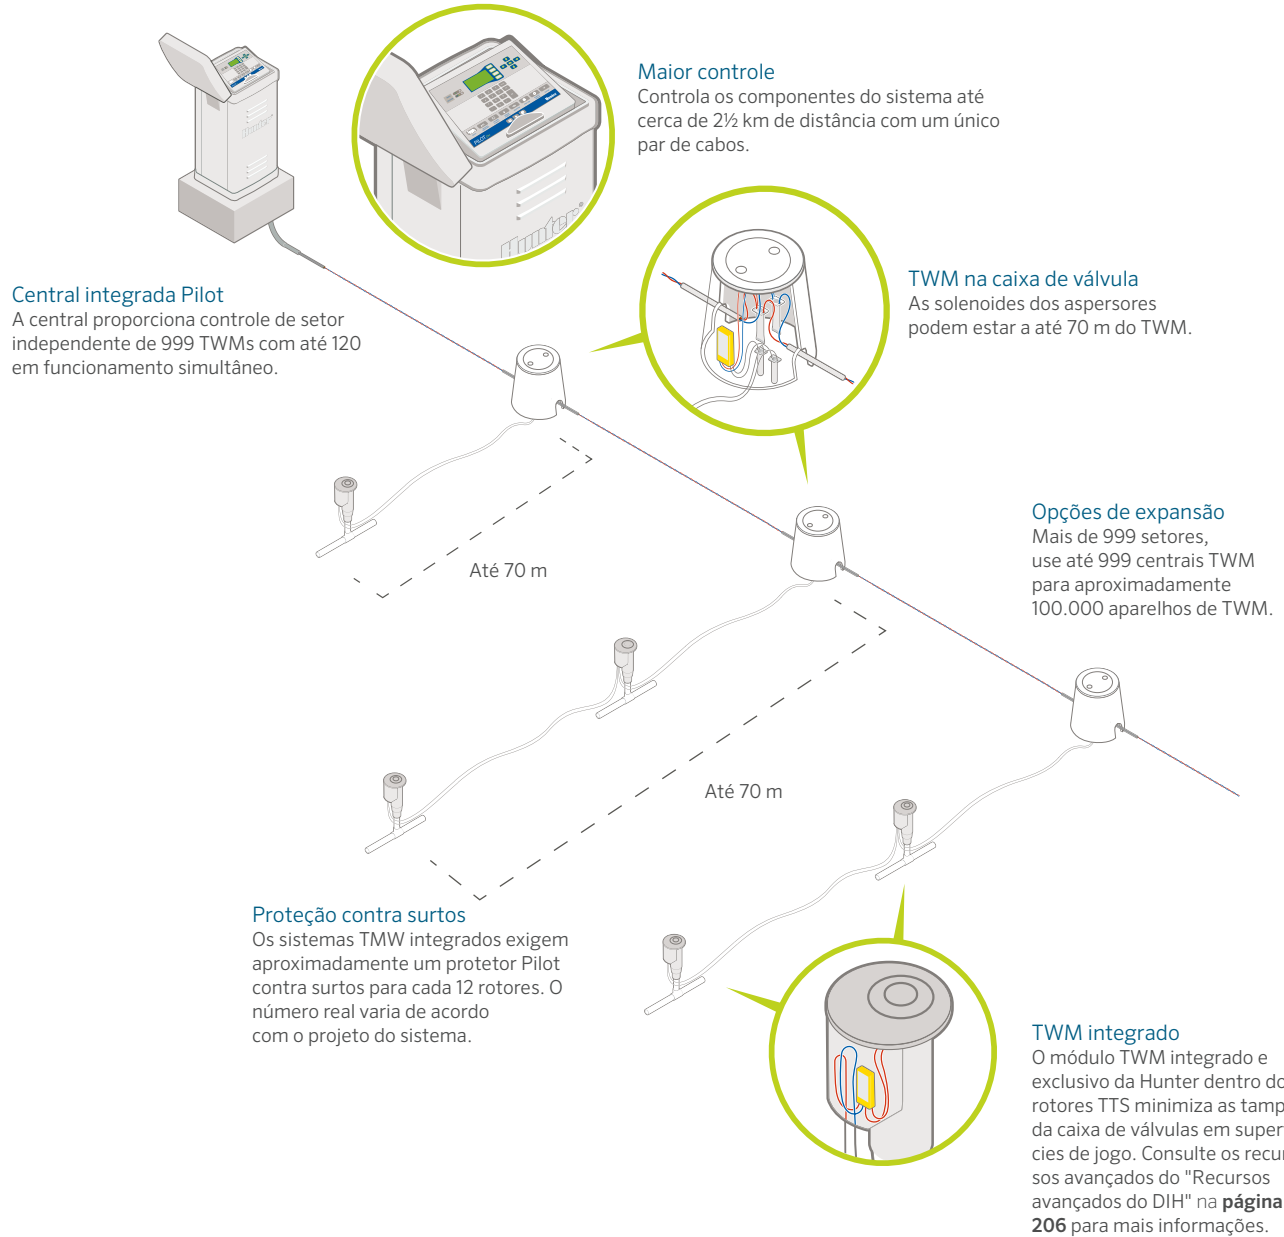 Maior controle
Controla os componentes do sistema até
cerca de 2½ km de distância com um único
par de cabos.
Hunter
PILOT
Hunter
Central integrada Pilot
A central proporciona controle de setor
independente de 999 TWMs com até 120
em funcionamento simultâneo.
TWM na caixa de válvula
As solenoides dos aspersores
podem estar a até 70 m do TWM.
Opções de expansão
Mais de 999 setores,
use até 999 centrais TWM
para aproximadamente
100.000 aparelhos de TWM.
Até 70 m
Até 70 m
Proteção contra surtos
Os sistemas TMW integrados exigem
aproximadamente um protetor Pilot
contra surtos para cada 12 rotores. O
número real varia de acordo
com o projeto do sistema.
TWM integrado
O módulo TWM integrado e
exclusivo da Hunter dentro do
rotores TTS minimiza as tamp
da caixa de válvulas em super
cies de jogo. Consulte os recur
sos avançados do "Recursos
avançados do DIH" na página
206 para mais informações.